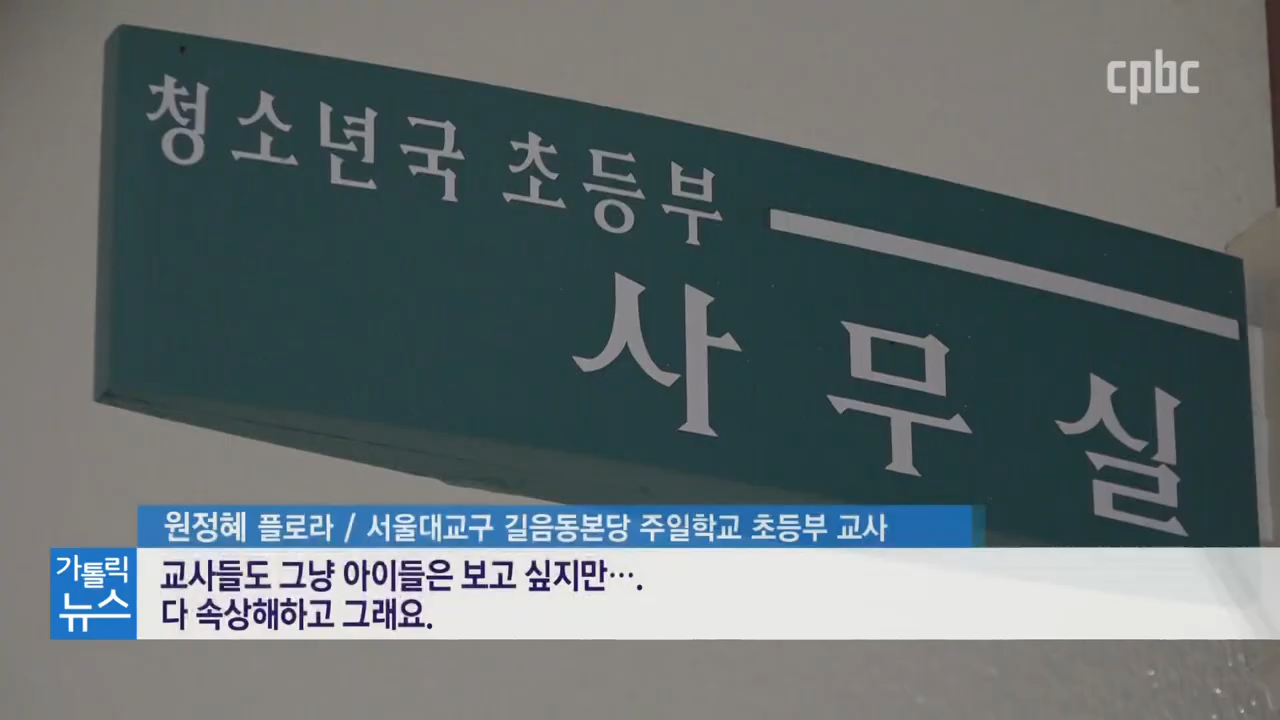 cpbc
청소년국 초등부
사무실
원정혜 플로라 / 서울대교구 길음동본당 주일학교 초등부 교사
가톨릭
뉴스
교사들도 그냥 아이들은 보고 싶지만….
다 속상해하고 그래요.